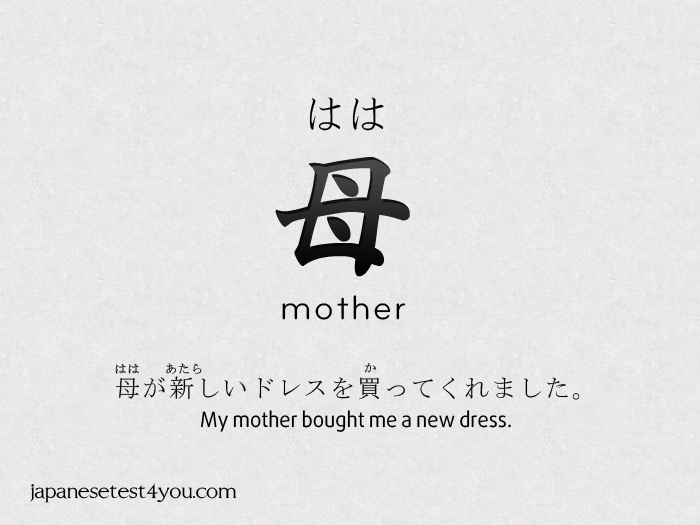 はは
母
mother
はは あたら か
母が新しいドレスを買ってくれました。
My mother bought me a new dress.
japanesetest4you.com